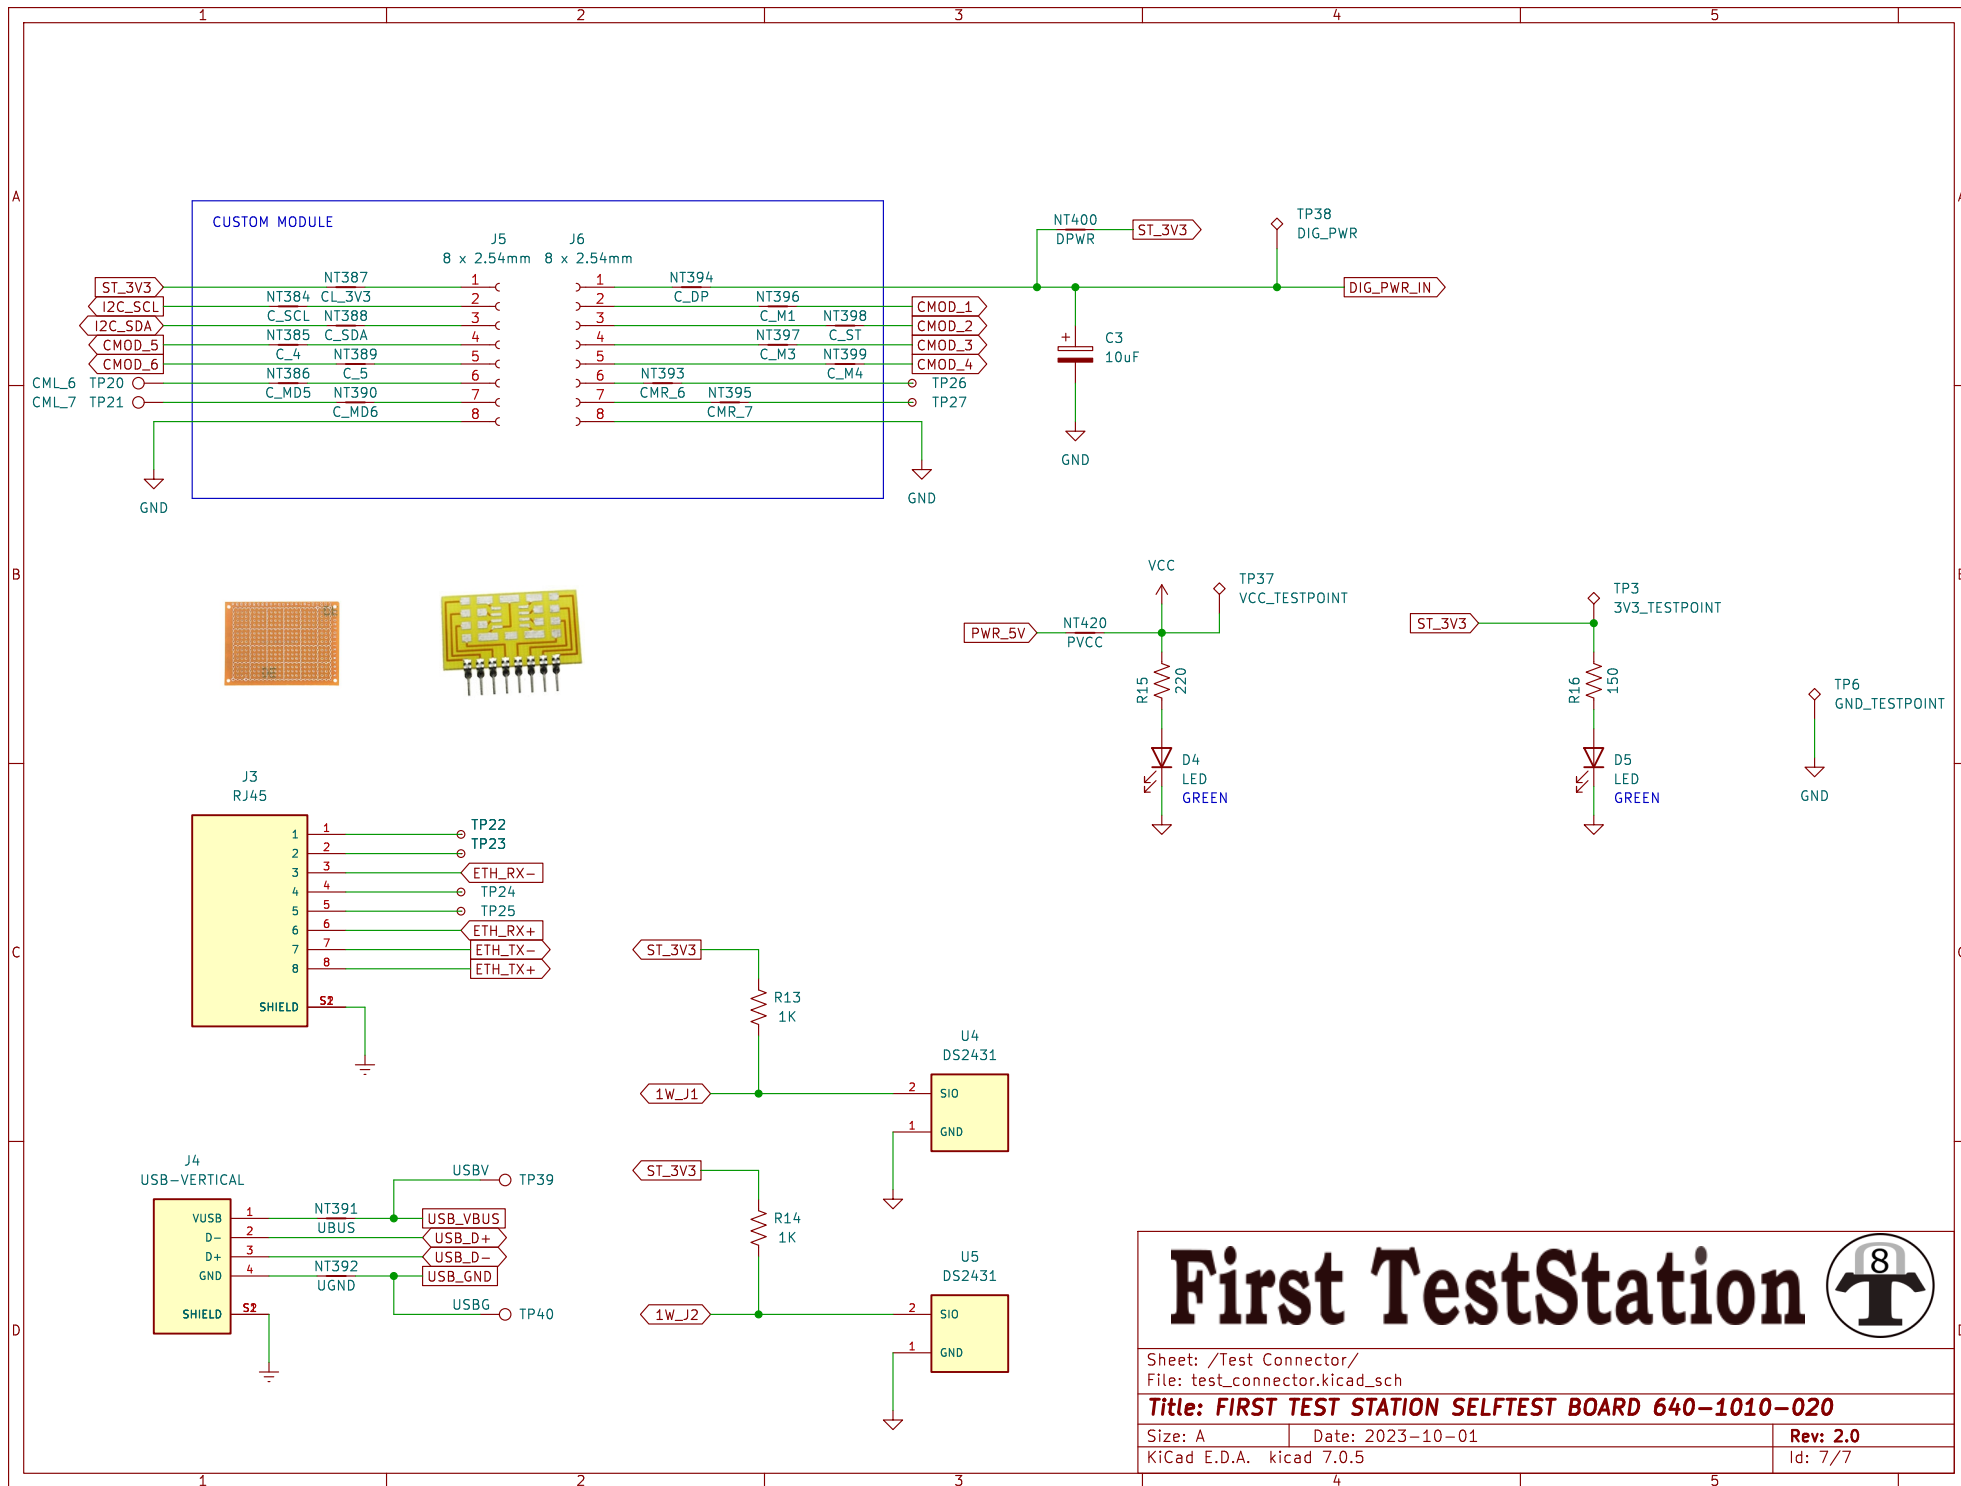 1 2 3 4 5
A
CUSTOM MODULE
J5 J6
8 x 2.54mm 8 x 2.54mm
ST_3V3 NT387 1 1 NT394
I2C_SCL NT384 CL_3V3 2 2 C_DP NT396 CMOD_1
I2C_SDA C_SCL NT388 3 3 C_M1 NT398 CMOD_2
CMOD_5 NT385 C_SDA 4 4 NT397 C_ST CMOD_3
CMOD_6 C_4 NT389 5 5 C_M3 NT399 CMOD_4
CML_6 TP20 NT386 C_5 6 6 NT393 C_M4 TP26
CML_7 TP21 C_MD5 NT390 7 7 CMR_6 NT395 TP27
C_MD6 8 8 CMR_7
GND
GND
NT400
DPWR
ST_3V3
TP38
DIG_PWR
DIG_PWR_IN
+
C3
10uF
GND
B
VCC
TP37
VCC_TESTPOINT
PWR_5V
NT420
PVCC
R15
220
D4
LED
GREEN
TP3
3V3_TESTPOINT
ST_3V3
R16
150
D5
LED
GREEN
TP6
GND_TESTPOINT
GND
J3
RJ45
1 1 TP22
2 2 TP23
3 3 ETH_RX-
4 4 TP24
5 5 TP25
6 6 ETH_RX+
7 7 ETH_TX-
8 8 ETH_TX+
SHIELD
C
ST_3V3
R13
1K
U4
DS2431
1W_J1
2 SIO
1 GND
J4
USB-VERTICAL
USBV TP39
VUSB 1 NT391 USB_VBUS
D- 2 UBUS USB_D+
D+ 3 USB_D-
GND 4 NT392 USB_GND
UGND
USBG TP40
SHIELD
ST_3V3
R14
1K
U5
DS2431
1W_J2
2 SIO
1 GND
D
First TestStation
8
Sheet: /Test Connector/
File: test_connector.kicad_sch
Title: FIRST TEST STATION SELFTEST BOARD 640-1010-020
Size: A Date: 2023-10-01 Rev: 2.0
KiCad E.D.A. kicad 7.0.5 Id: 7/7
1 2 3 4 5